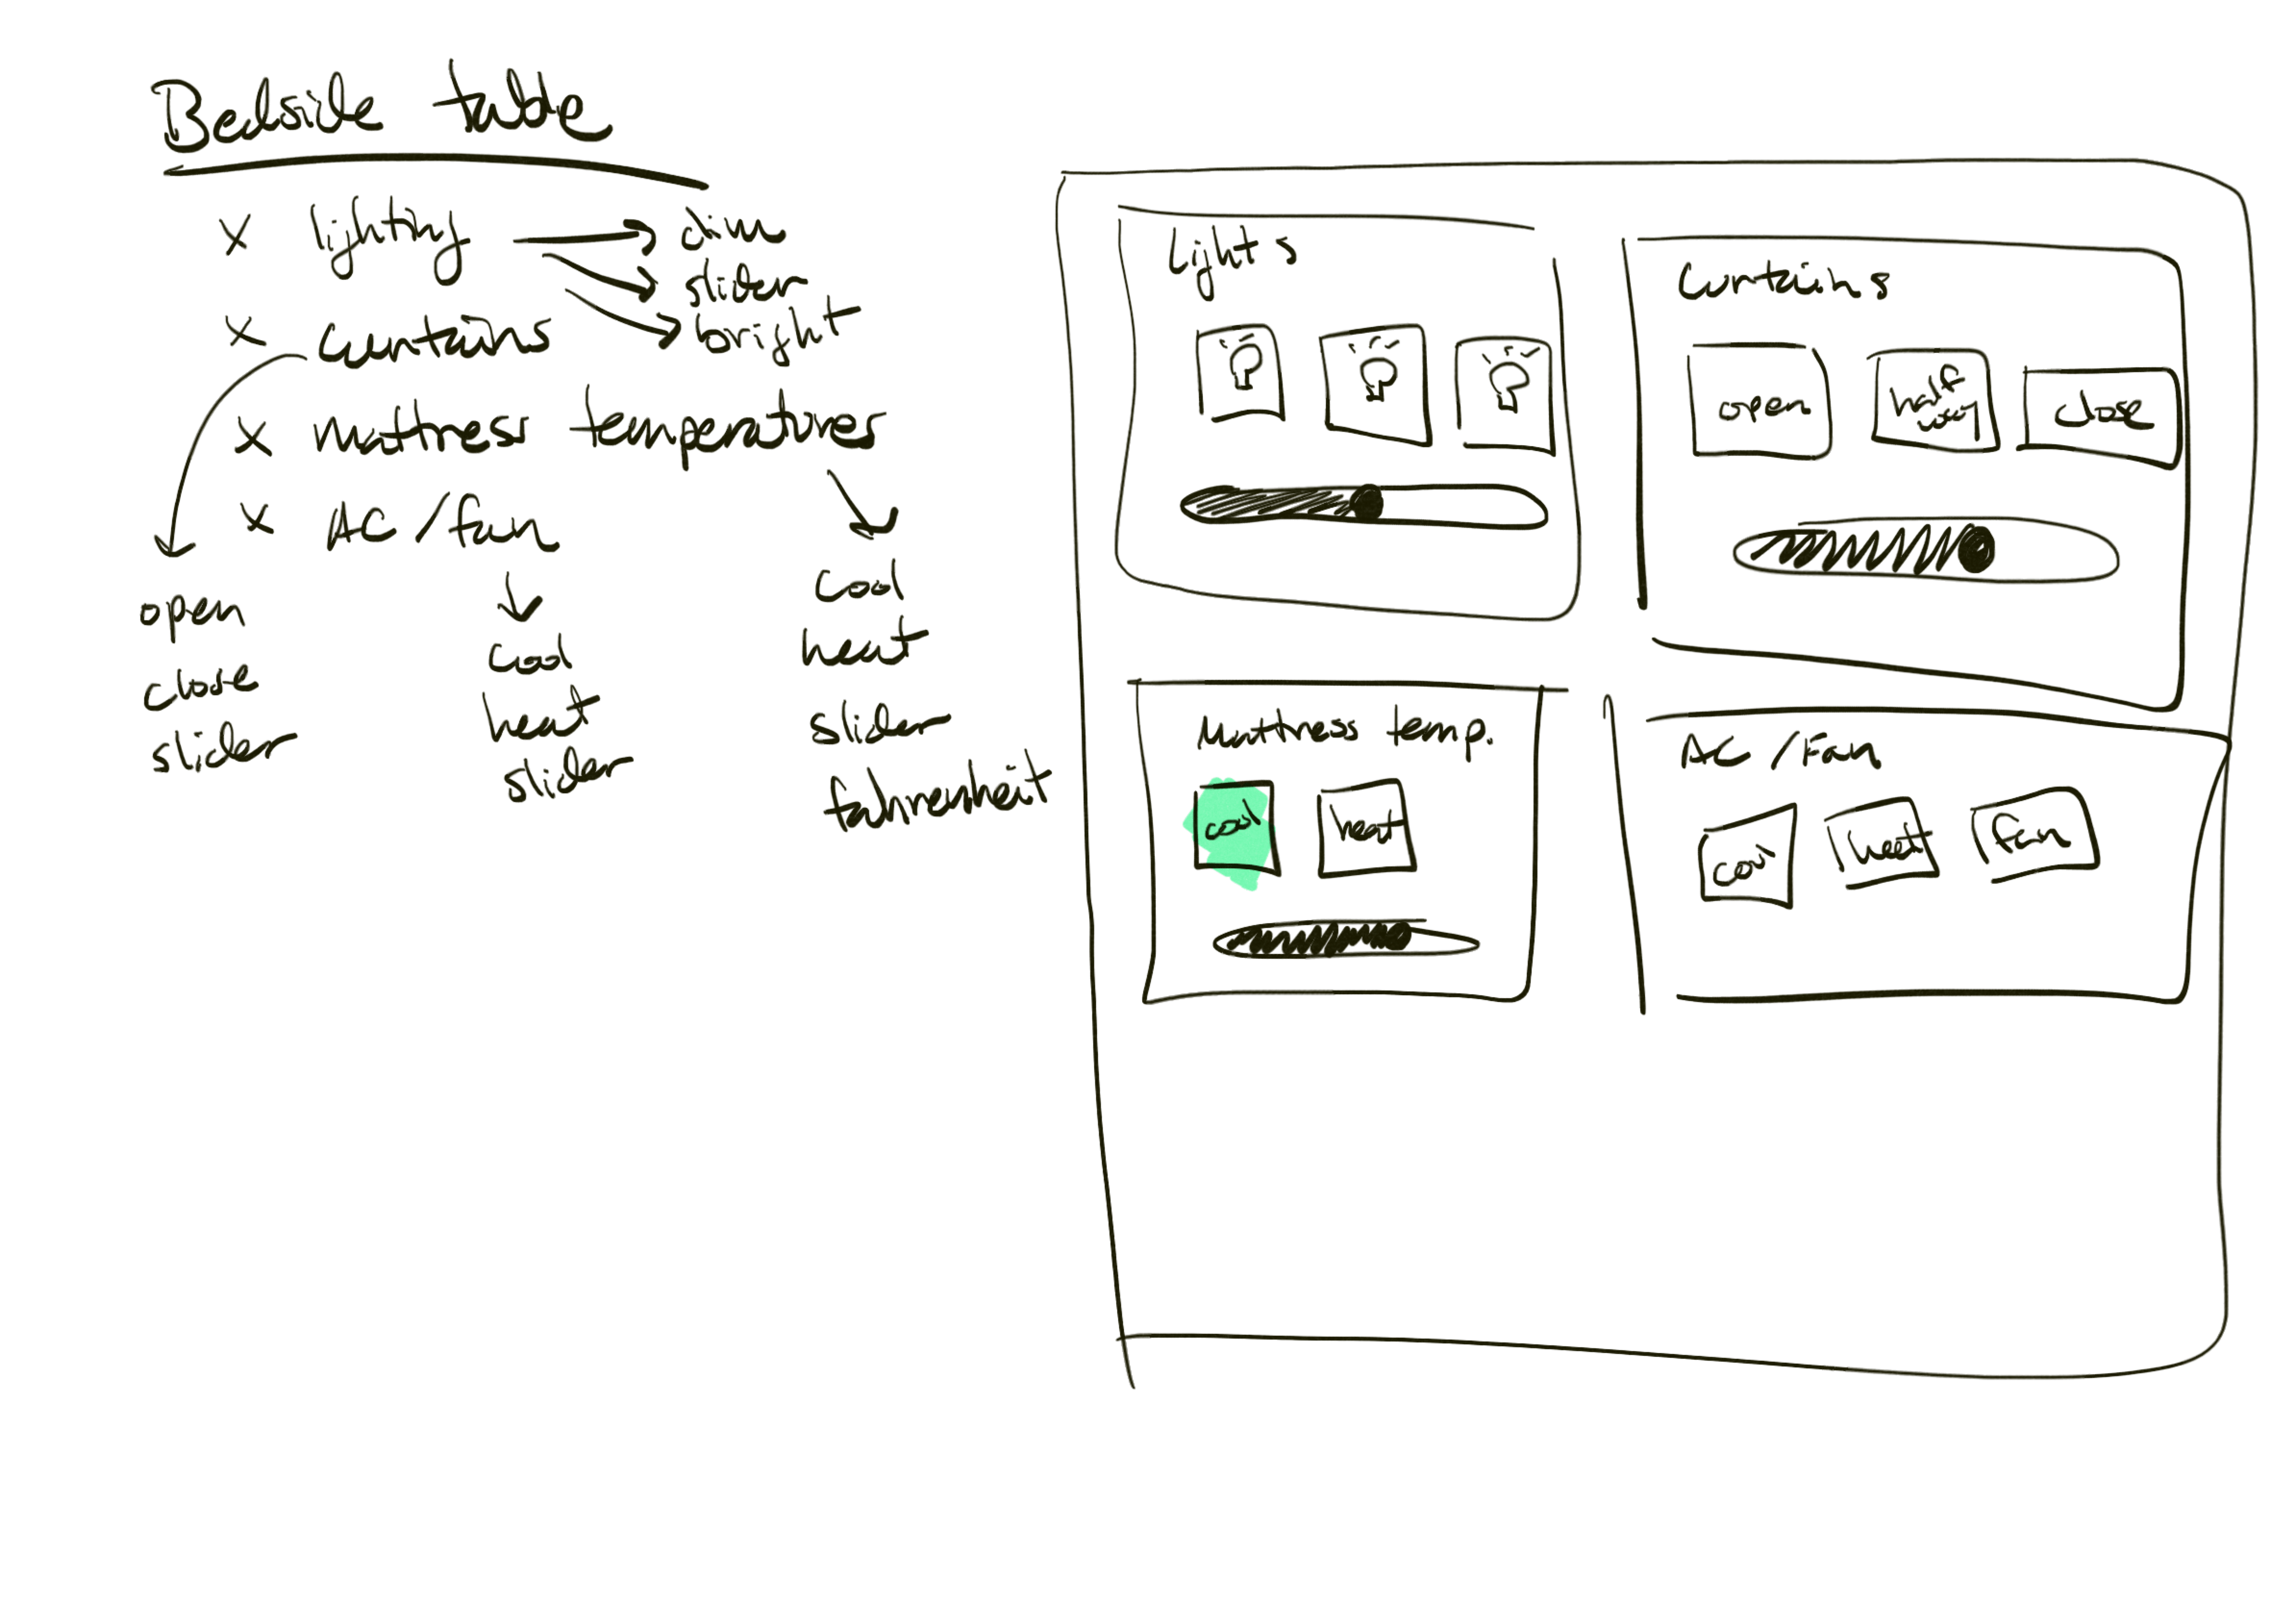 Bedside table
x lighting → dim
slider
bright
x curtains
x mattress temperatures
x AC / fan
open
close
slider
cool
heat
slider
cool
heat
slider
fahrenheit
Lights
Curtains
open
half way
close
Mattress temp.
cool
heat
AC / Fan
cool
heat
fan